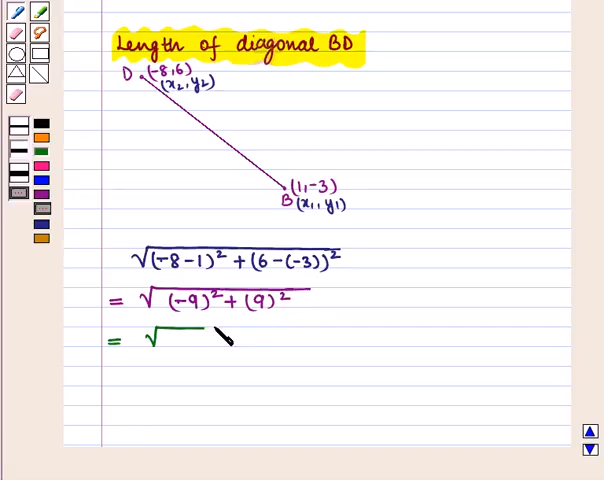 Length of diagonal BD
D (-8,6)
(x₂, y₂)
(1,-3)
B (x₁, y₁)
√(-8-1)² + (6-(-3))²
= √(-9)² + (9)²
= √